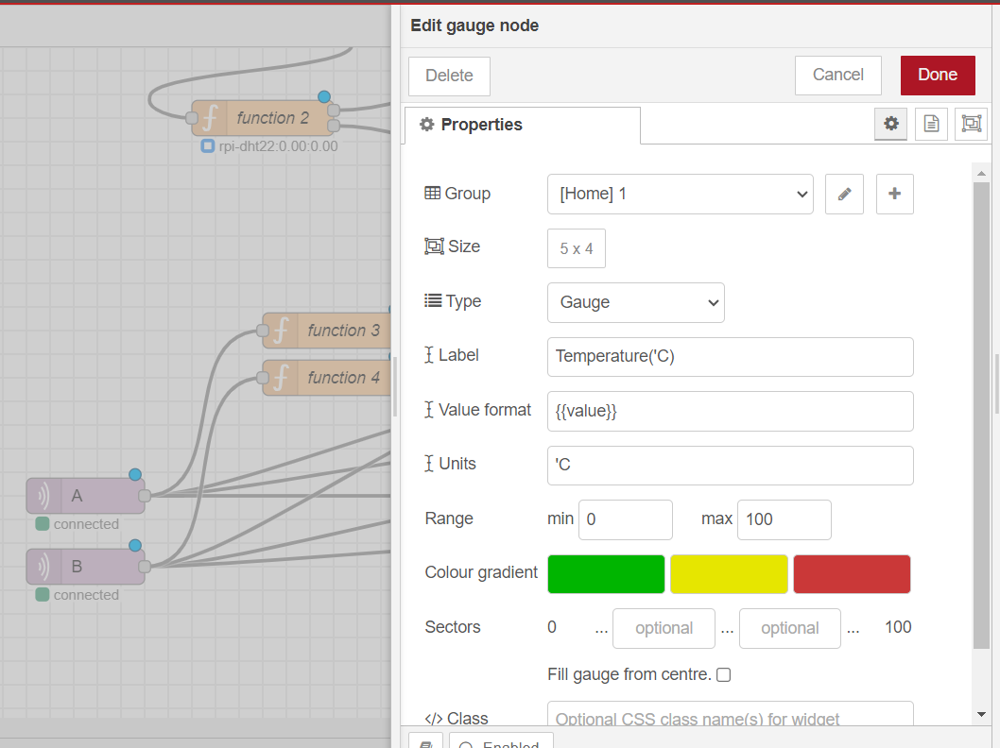 Edit gauge node
Delete
Cancel
Done
Properties
Group
[Home] 1
Size
5 x 4
Type
Gauge
Label
Temperature('C)
Value format
{{value}}
Units
'C
Range
min
0
max
100
Colour gradient
Sectors
0
...
optional
...
optional
...
100
Fill gauge from centre.
</> Class
Optional CSS class name(s) for widget
Enabled
function 2
rpi-dht22:0.00:0.00
function 3
function 4
A
connected
B
connected